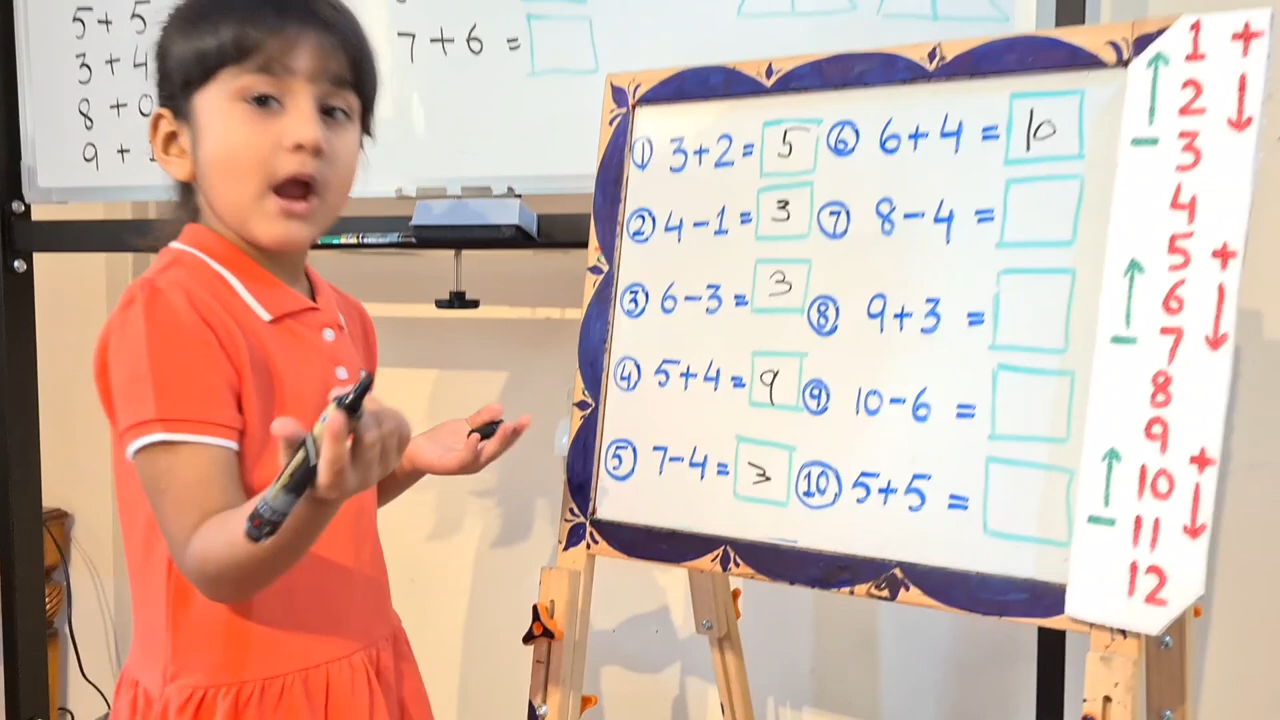 5 + 5
3 + 4
8 + 0
9 +
7 + 6 =
① 3 + 2 = 5
② 4 - 1 = 3
③ 6 - 3 = 3
④ 5 + 4 = 9
⑤ 7 - 4 = 3
⑥ 6 + 4 = 10
⑦ 8 - 4 =
⑧ 9 + 3 =
⑨ 10 - 6 =
⑩ 5 + 5 =
↑ 1 +
2 ↓
- 3
4
5 +
↑ 6 ↓
- 7
8
9
↑ 10 +
- 11 ↓
12